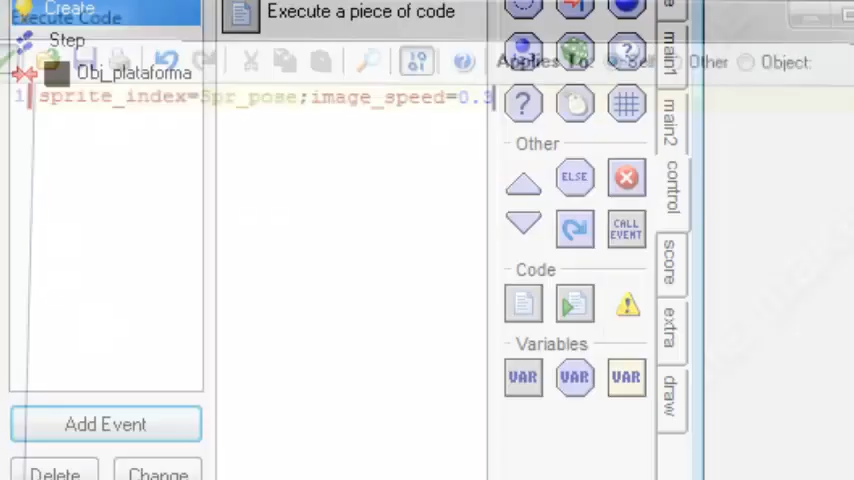 Create
Execute Code
Execute a piece of code
Step
Obj_plataforma
Applies To:
Self
Other
Object:
1
sprite_index=Spr_pose;image_speed=0.3
main1
main2
control
score
extra
draw
Other
ELSE
CALL
EVENT
Code
Variables
VAR
VAR
VAR
Add Event
Delete
Change